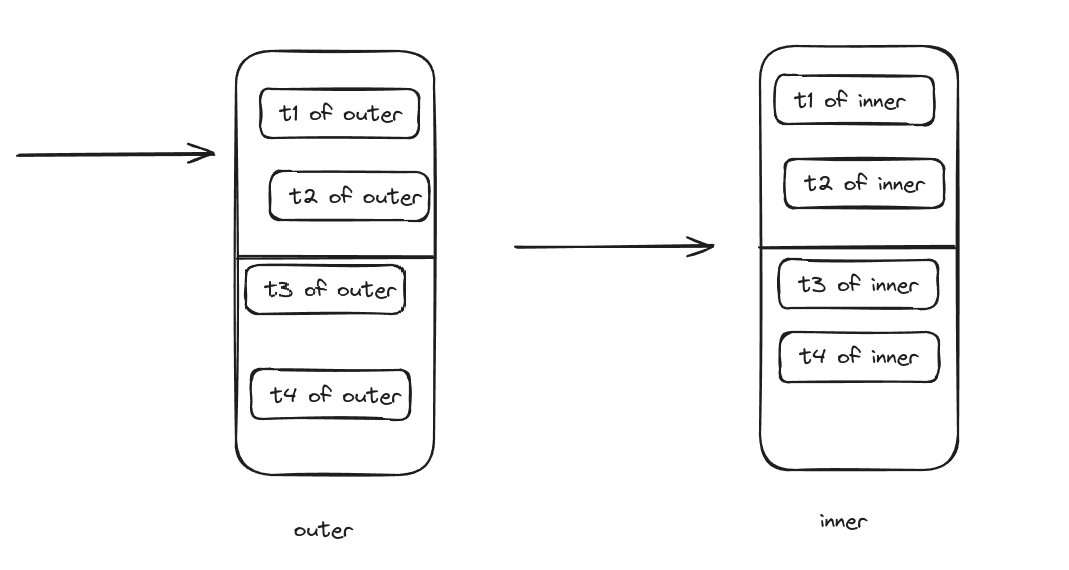 t1 of outer
t2 of outer
t3 of outer
t4 of outer
outer
t1 of inner
t2 of inner
t3 of inner
t4 of inner
inner